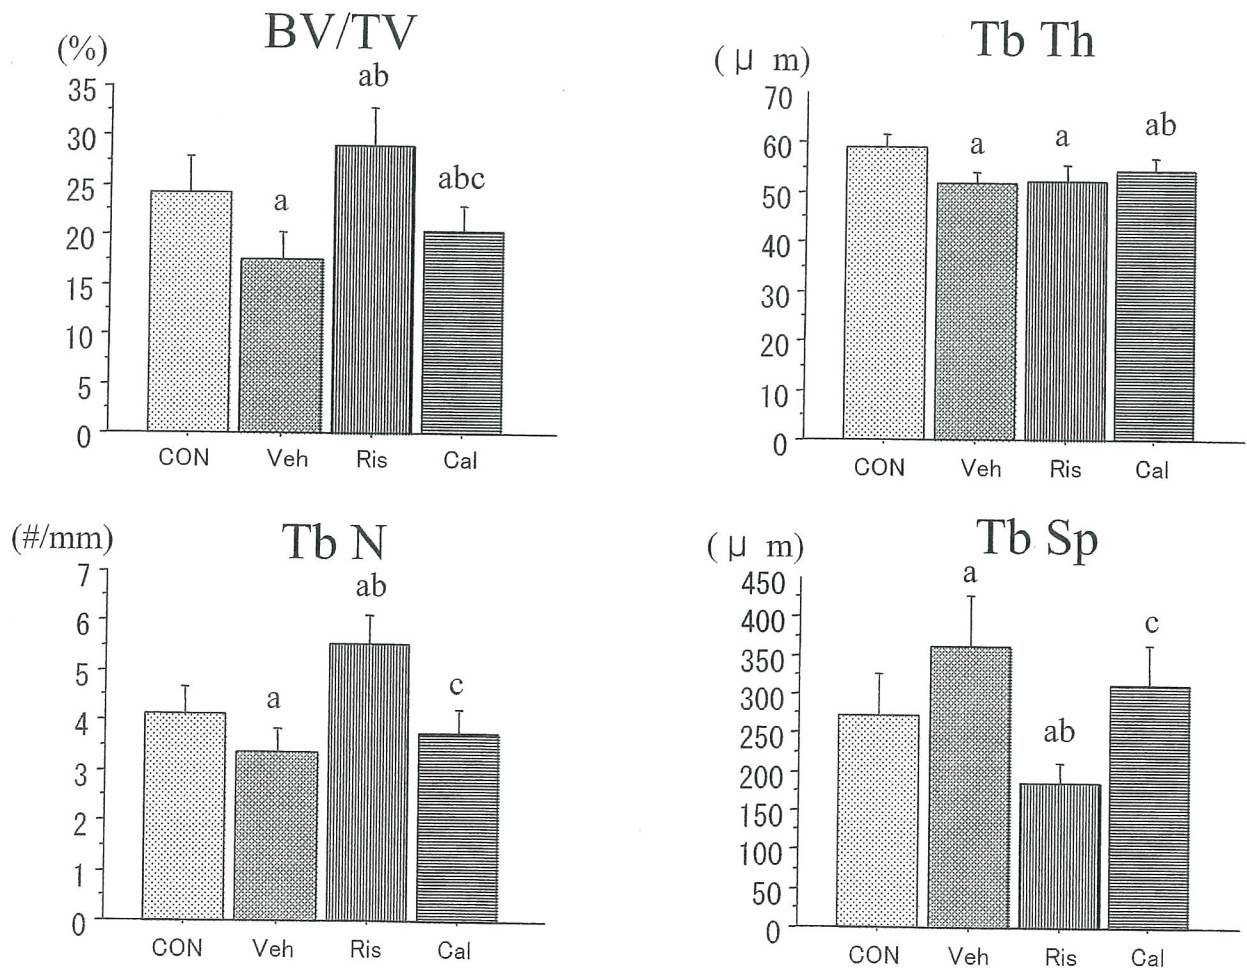 BV/TV
(%)
ab
35
30
25
20
15
10
5
0
a
abc
CON Veh Ris Cal
Tb Th
(μ m)
70
60
50
40
30
20
10
0
a a ab
CON Veh Ris Cal
Tb N
(#/mm)
7
6
5
4
3
2
1
0
a
ab
c
CON Veh Ris Cal
Tb Sp
(μ m)
450
400
350
300
250
200
150
100
50
0
a
ab
c
CON Veh Ris Cal